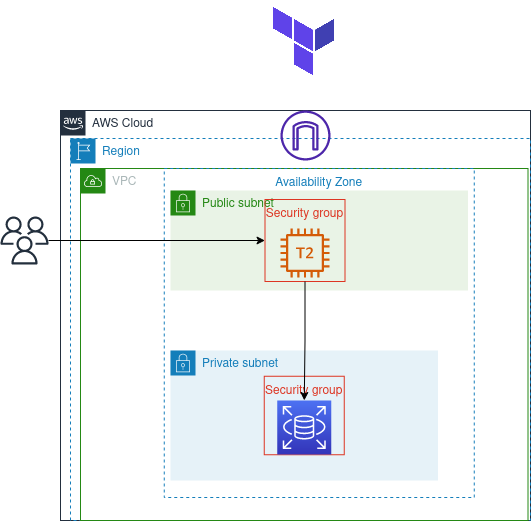 aws
AWS Cloud
Region
VPC
Availability Zone
Public subnet
Security group
T2
Private subnet
Security group